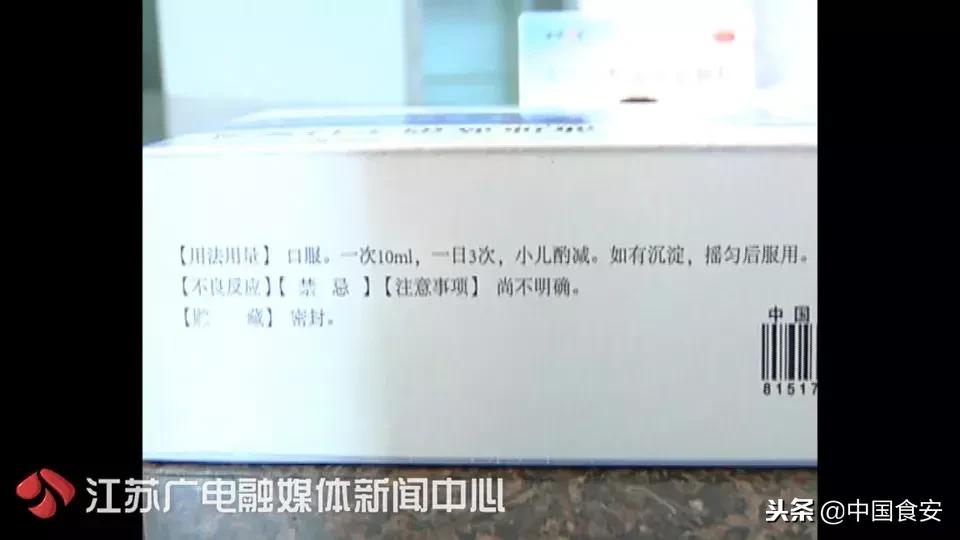 【用法用量】 口服。一次10ml，一日3次，小儿酌减。如有沉淀，摇匀后服用。
【不良反应】【 禁 忌 】【注意事项】 尚不明确。
【贮 藏】 密封。
中国
81517
江苏广电融媒体新闻中心
头条 @中国食安